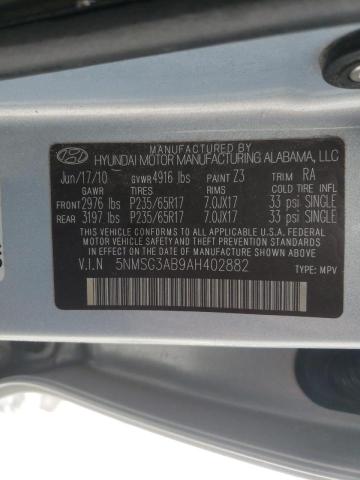 MANUFACTURED BY
HYUNDAI MOTOR MANUFACTURING ALABAMA, LLC
Jun/17/10 GVWR 4916 lbs PAINT Z3 TRIM RA
GAWR TIRES RIMS COLD TIRE INF PSI
FRONT 2976 lbs P235/65R17 7.0JX17 33 psi SINGLE
REAR 3197 lbs P235/65R17 7.0JX17 33 psi SINGLE
THIS VEHICLE CONFORMS TO ALL APPLICABLE U.S.A. FEDERAL
MOTOR VEHICLE SAFETY AND THEFT PREVENTION STANDARDS
IN EFFECT ON THE DATE OF MANUFACTURE SHOWN ABOVE.
V.I.N 5NMSG3AB9AH402882
TYPE: MPV